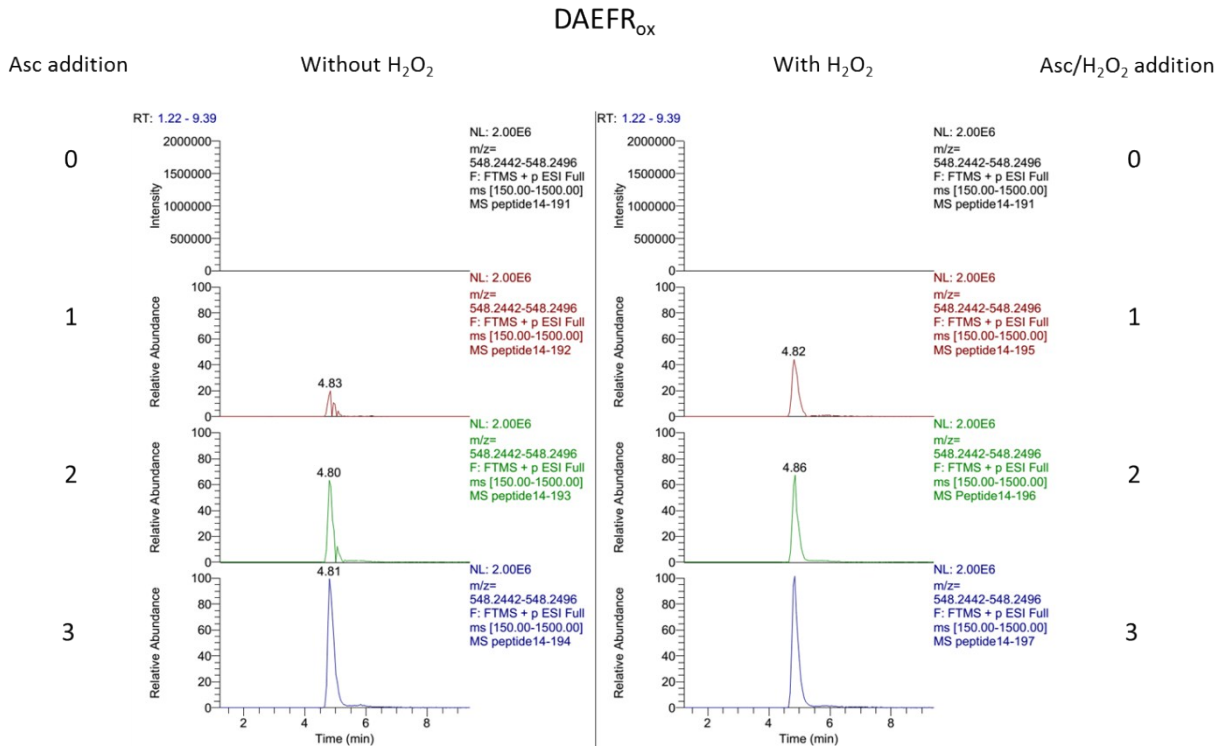 DAEFRox
Asc addition
Without H2O2
With H2O2
Asc/H2O2 addition
RT: 1.22 - 9.39
0
Intensity
2000000
1500000
1000000
500000
0
NL: 2.00E6
m/z=
548.2442-548.2496
F: FTMS + p ESI Full
ms [150.00-1500.00]
MS peptide14-191
1
Relative Abundance
100
80
60
40
20
0
4.83
NL: 2.00E6
m/z=
548.2442-548.2496
F: FTMS + p ESI Full
ms [150.00-1500.00]
MS peptide14-192
2
Relative Abundance
100
80
60
40
20
0
4.80
NL: 2.00E6
m/z=
548.2442-548.2496
F: FTMS + p ESI Full
ms [150.00-1500.00]
MS peptide14-193
3
Relative Abundance
100
80
60
40
20
0
4.81
NL: 2.00E6
m/z=
548.2442-548.2496
F: FTMS + p ESI Full
ms [150.00-1500.00]
MS peptide14-194
2 4 6 8
Time (min)
RT: 1.22 - 9.39
Intensity
2000000
1500000
1000000
500000
0
NL: 2.00E6
m/z=
548.2442-548.2496
F: FTMS + p ESI Full
ms [150.00-1500.00]
MS peptide14-191
0
Relative Abundance
100
80
60
40
20
0
4.82
NL: 2.00E6
m/z=
548.2442-548.2496
F: FTMS + p ESI Full
ms [150.00-1500.00]
MS peptide14-195
1
Relative Abundance
100
80
60
40
20
0
4.86
NL: 2.00E6
m/z=
548.2442-548.2496
F: FTMS + p ESI Full
ms [150.00-1500.00]
MS Peptide14-196
2
Relative Abundance
100
80
60
40
20
0
NL: 2.00E6
m/z=
548.2442-548.2496
F: FTMS + p ESI Full
ms [150.00-1500.00]
MS peptide14-197
3
2 4 6 8
Time (min)